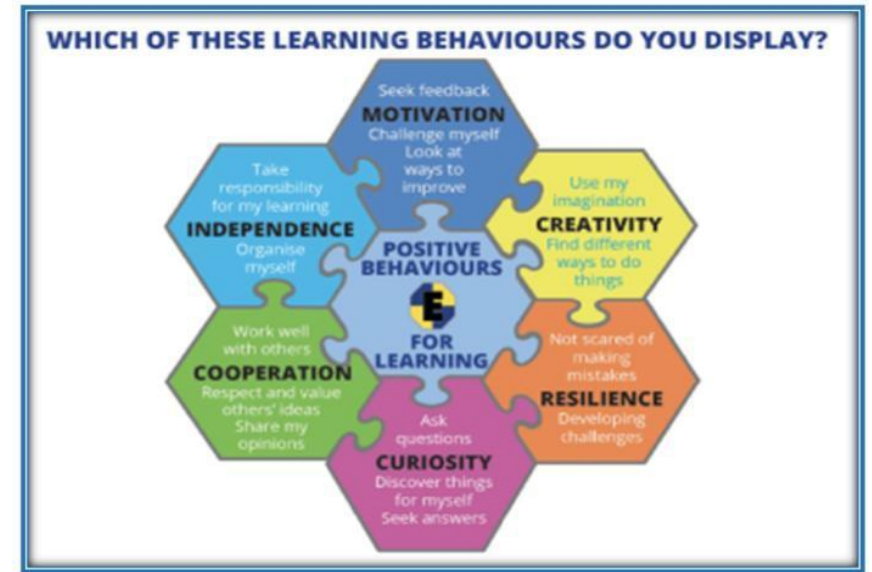 WHICH OF THESE LEARNING BEHAVIOURS DO YOU DISPLAY?
Seek feedback
MOTIVATION
Challenge myself
Look at
ways to
improve
Use my
imagination
CREATIVITY
Find different
ways to do
things
Not scared of
making
mistakes
RESILIENCE
Developing
challenges
Ask
questions
CURIOSITY
Discover things
for myself
Seek answers
Work well
with others
COOPERATION
Respect and value
others' ideas
Share my
opinions
Take
responsibility
for my learning
INDEPENDENCE
Organise
myself
POSITIVE
BEHAVIOURS
E
FOR
LEARNING